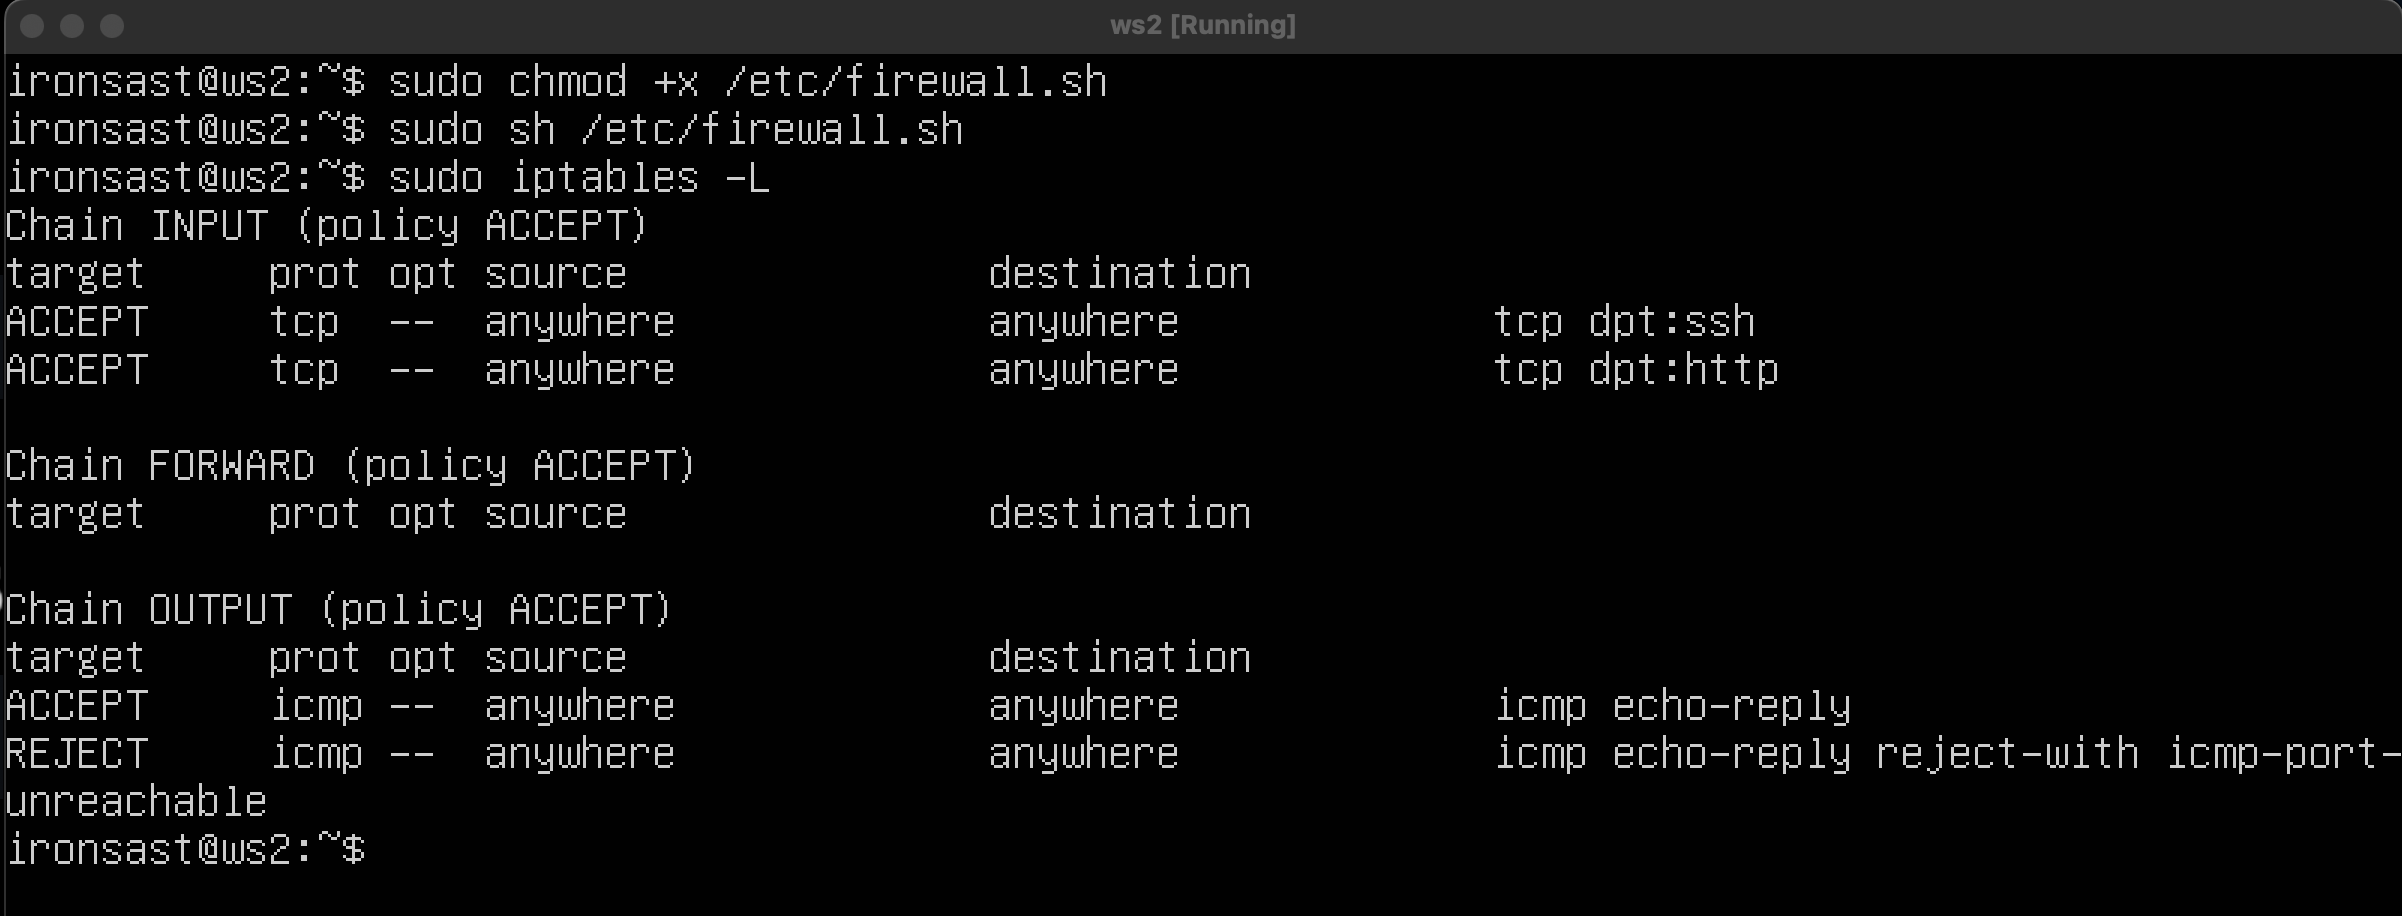 ws2 [Running]
ironsast@ws2:~$ sudo chmod +x /etc/firewall.sh
ironsast@ws2:~$ sudo sh /etc/firewall.sh
ironsast@ws2:~$ sudo iptables -L
Chain INPUT (policy ACCEPT)
target     prot opt source               destination
ACCEPT     tcp  --  anywhere             anywhere             tcp dpt:ssh
ACCEPT     tcp  --  anywhere             anywhere             tcp dpt:http

Chain FORWARD (policy ACCEPT)
target     prot opt source               destination

Chain OUTPUT (policy ACCEPT)
target     prot opt source               destination
ACCEPT     icmp --  anywhere             anywhere             icmp echo-reply
REJECT     icmp --  anywhere             anywhere             icmp echo-reply reject-with icmp-port-
unreachable
ironsast@ws2:~$